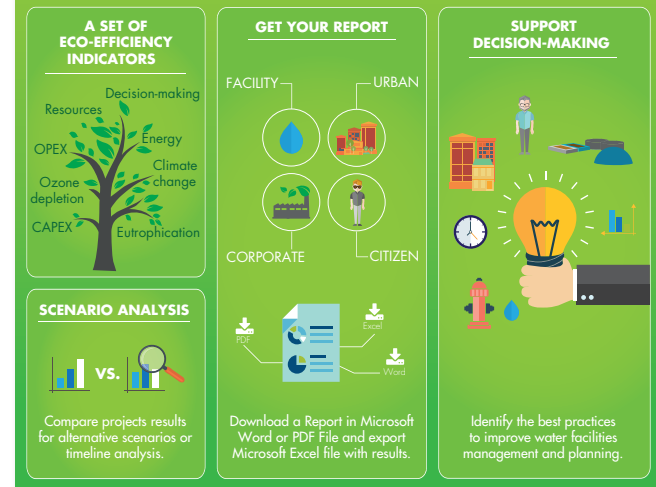 A SET OF
ECO-EFFICIENCY
INDICATORS
Decision-making
Resources
Energy
OPEX
Climate
change
Ozone
depletion
CAPEX
Eutrophication
SCENARIO ANALYSIS
VS.
Compare projects results
for alternative scenarios or
timeline analysis.
GET YOUR REPORT
FACILITY
URBAN
CORPORATE
CITIZEN
PDF
Excel
Word
Download a Report in Microsoft
Word or PDF File and export
Microsoft Excel file with results.
SUPPORT
DECISION-MAKING
Identify the best practices
to improve water facilities
management and planning.